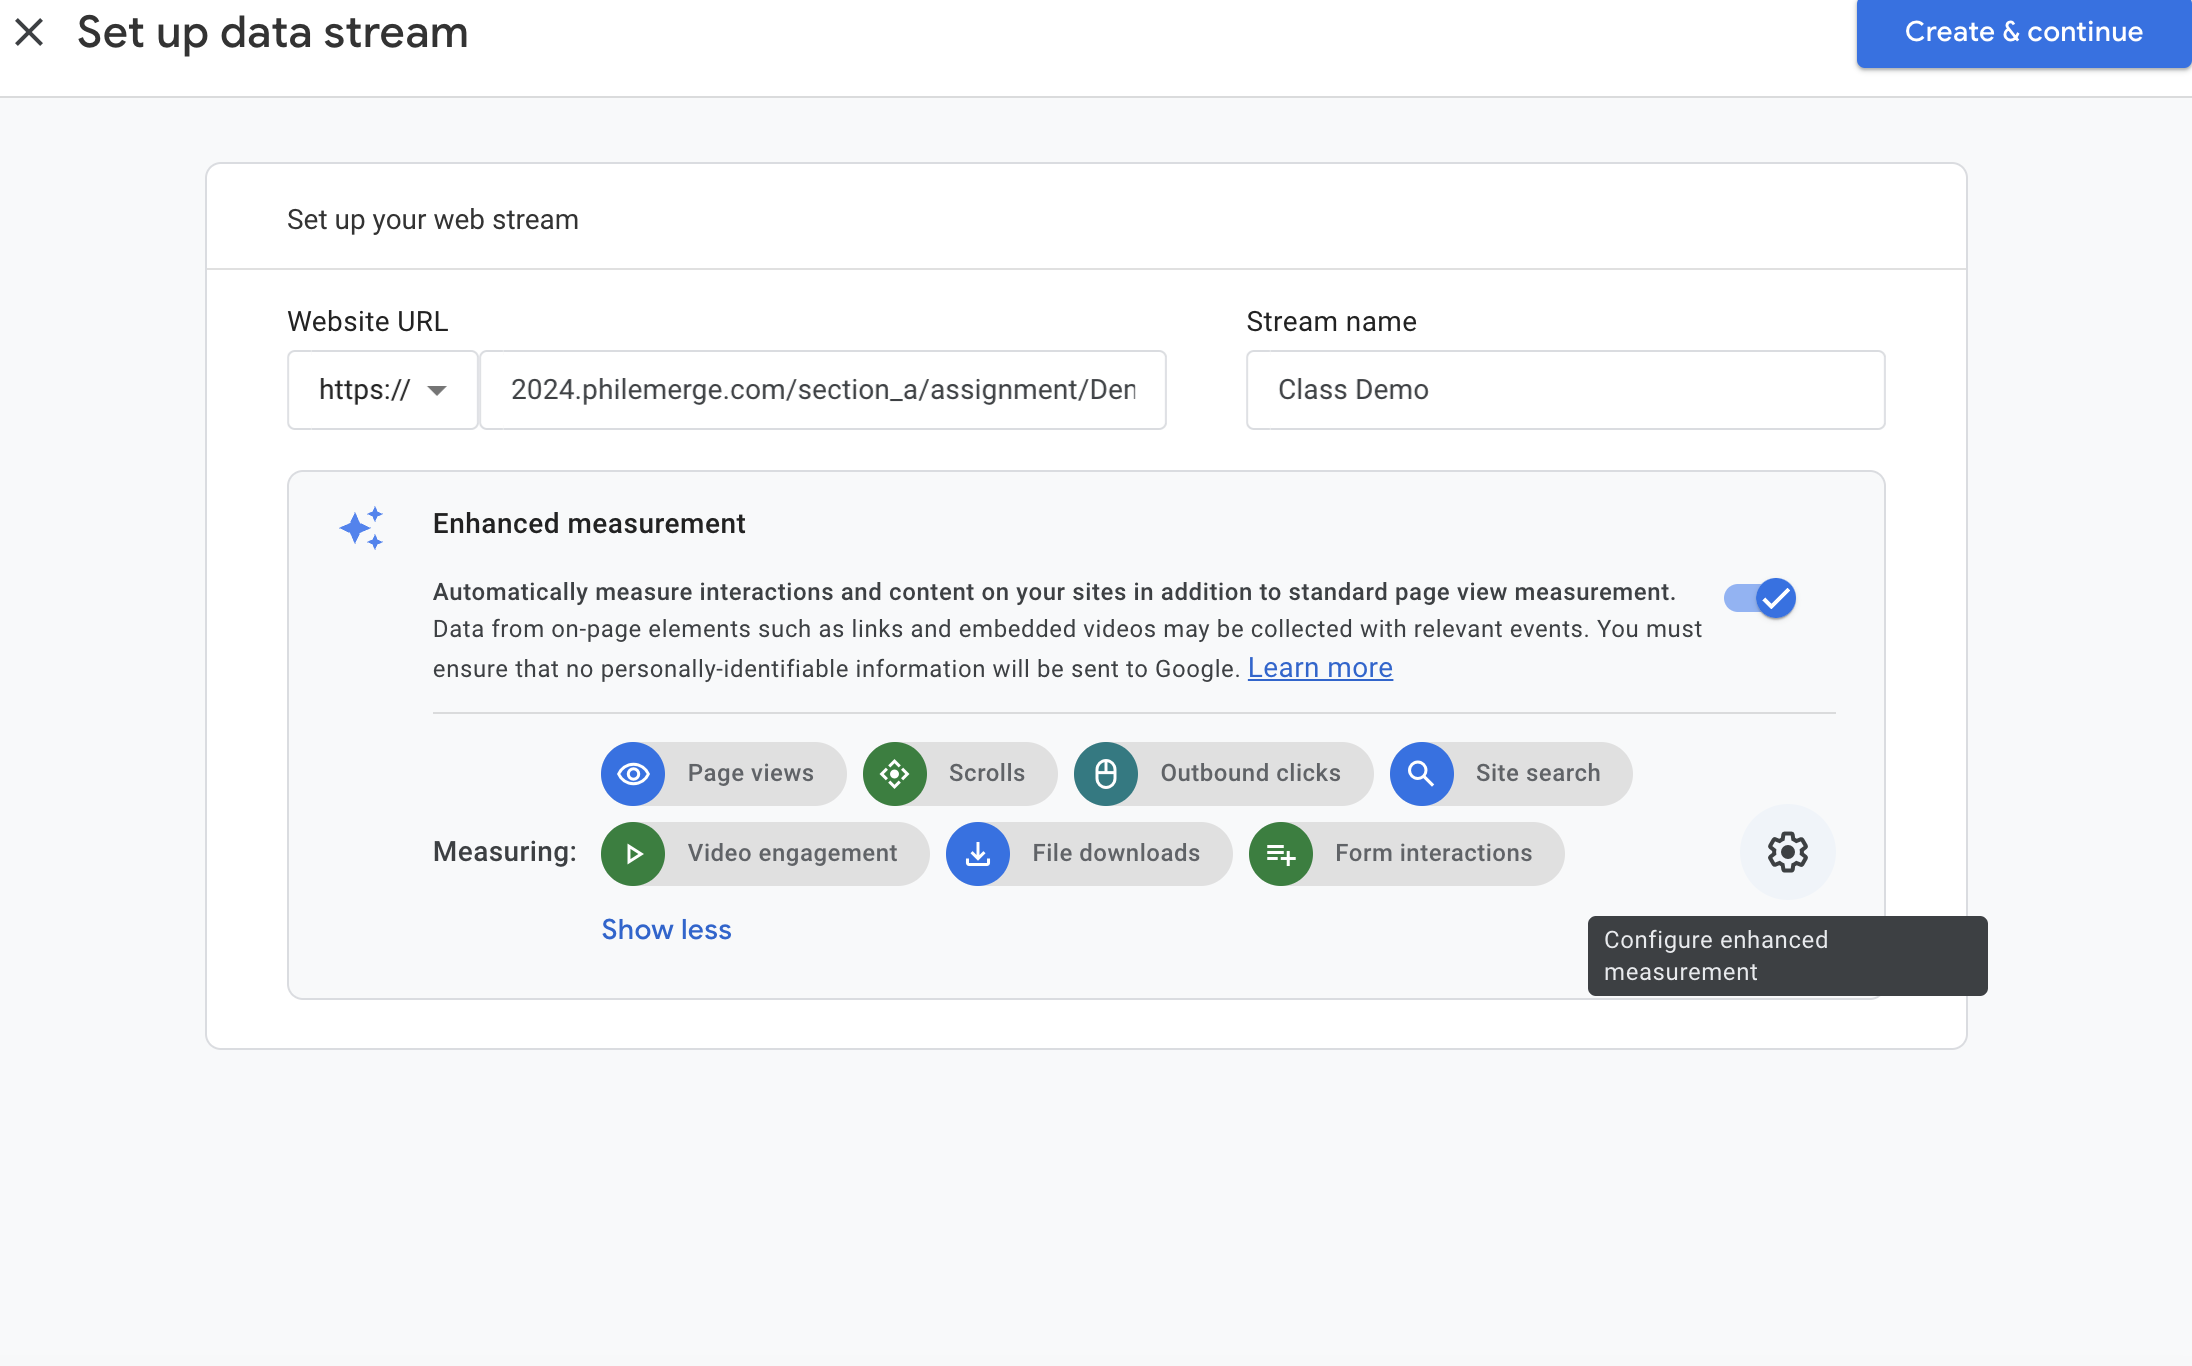 Set up data stream
Create & continue
Set up your web stream
Website URL
Stream name
https://
2024.philemerge.com/section_a/assignment/Den
Class Demo
Enhanced measurement
Automatically measure interactions and content on your sites in addition to standard page view measurement.
Data from on-page elements such as links and embedded videos may be collected with relevant events. You must
ensure that no personally-identifiable information will be sent to Google. Learn more
Page views
Scrolls
Outbound clicks
Site search
Measuring:
Video engagement
File downloads
Form interactions
Show less
Configure enhanced
measurement